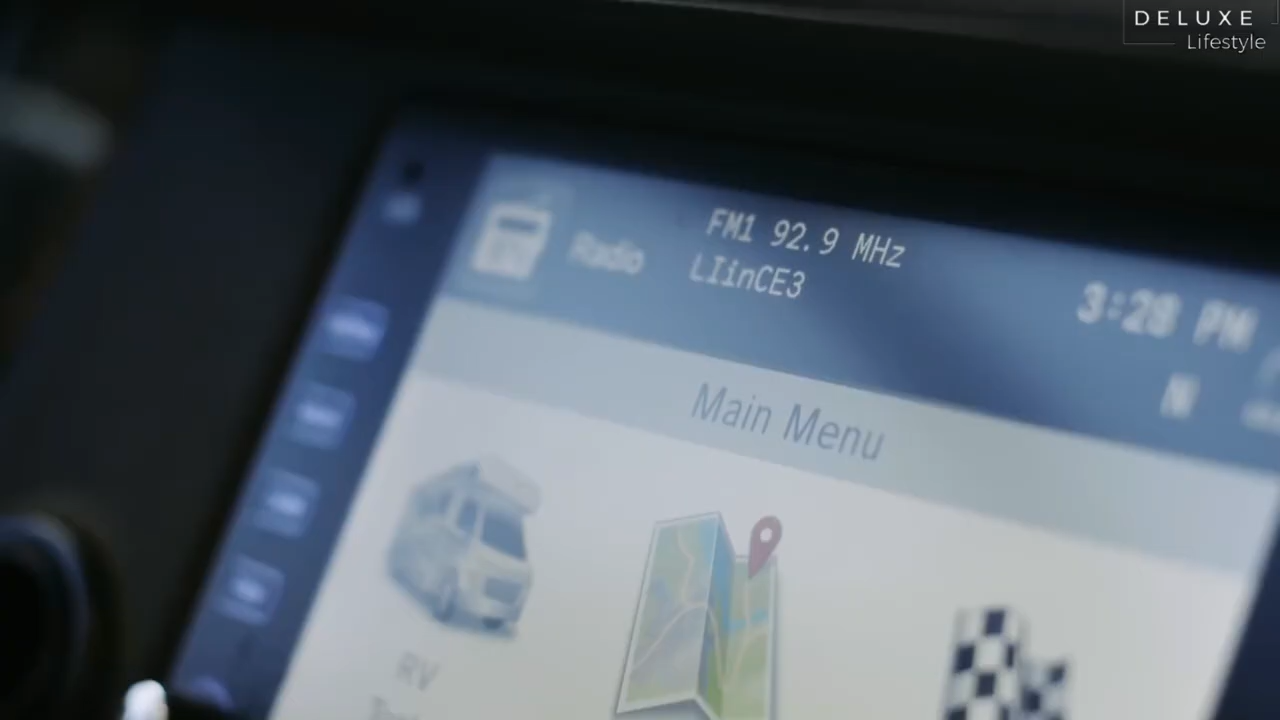 DELUXE
Lifestyle
FM1 92.9 MHz
Radio
LIinCE3
3:28 PM
N
Main Menu
RV